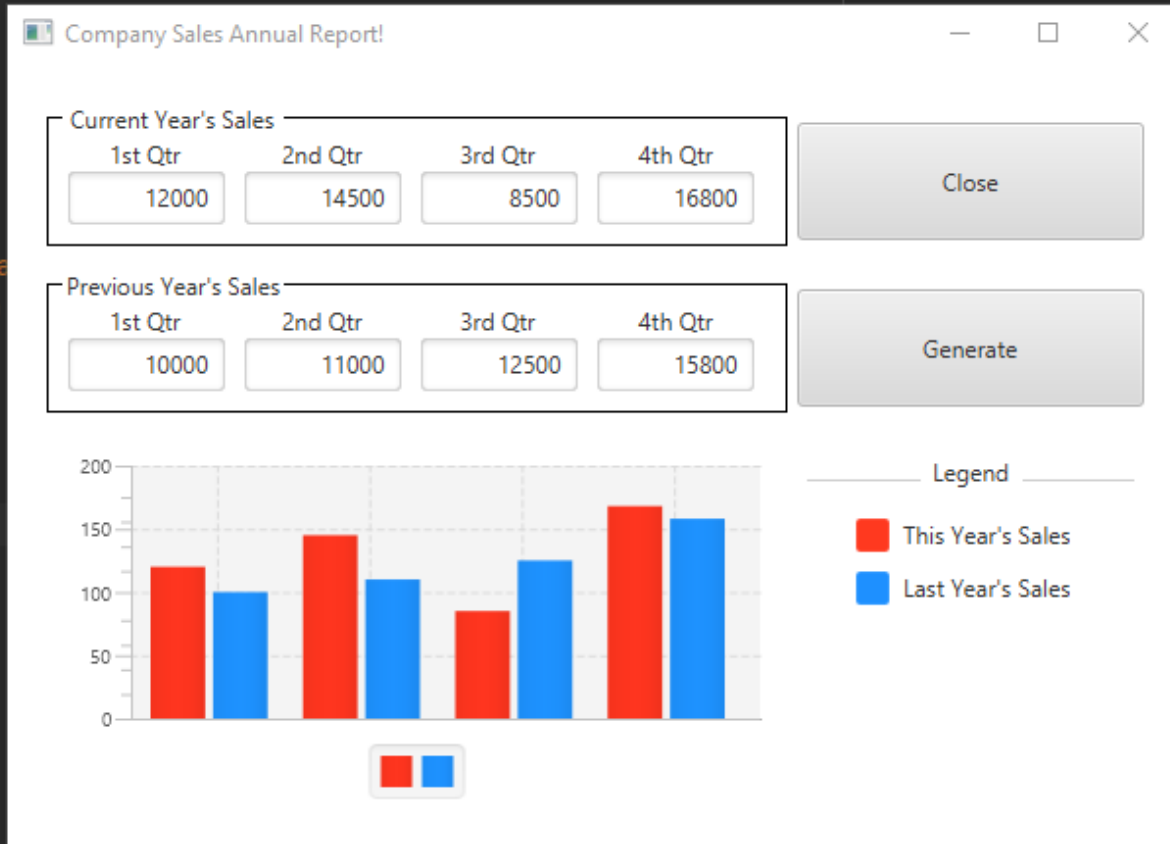 Company Sales Annual Report!
Current Year's Sales
1st Qtr 2nd Qtr 3rd Qtr 4th Qtr
12000 14500 8500 16800
Close
Previous Year's Sales
1st Qtr 2nd Qtr 3rd Qtr 4th Qtr
10000 11000 12500 15800
Generate
200
150
100
50
0
Legend
This Year's Sales
Last Year's Sales